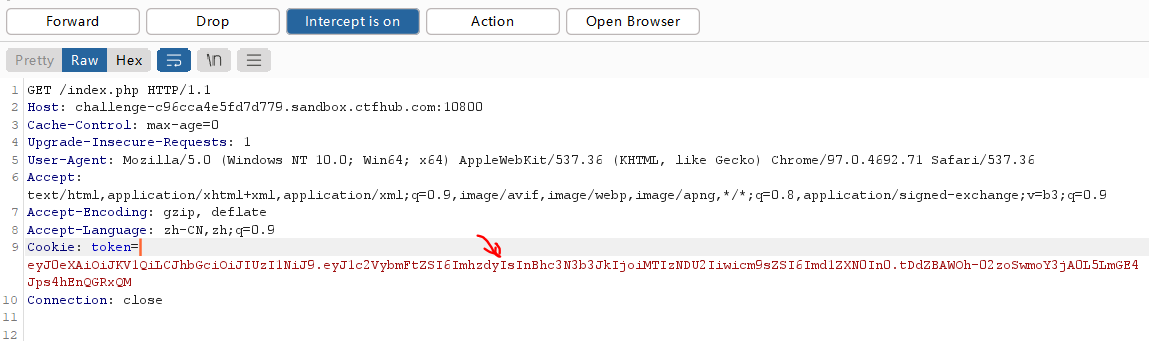 Forward Drop Intercept is on Action Open Browser
Pretty Raw Hex \n
1 GET /index.php HTTP/1.1
2 Host: challenge-c96cca4e5fd7d779.sandbox.ctfhub.com:10800
3 Cache-Control: max-age=0
4 Upgrade-Insecure-Requests: 1
5 User-Agent: Mozilla/5.0 (Windows NT 10.0; Win64; x64) AppleWebKit/537.36 (KHTML, like Gecko) Chrome/97.0.4692.71 Safari/537.36
6 Accept:
text/html,application/xhtml+xml,application/xml;q=0.9,image/avif,image/webp,image/apng,*/*;q=0.8,application/signed-exchange;v=b3;q=0.9
7 Accept-Encoding: gzip, deflate
8 Accept-Language: zh-CN,zh;q=0.9
9 Cookie: token=
eyJ0eXAiOiJKV1QiLCJhbGciOiJIUzI1NiJ9.eyJ1c2VybmFtZSI6ImhzdyIsInBhc3N3b3JkIjoiMTIzNDU2Iiwicm9sZSI6Imd1ZXN0In0.tDdZBAWOh-02zoSwmoY3jA0L5LmGE4
Jps4hEnQGRxQM
10 Connection: close
11
12